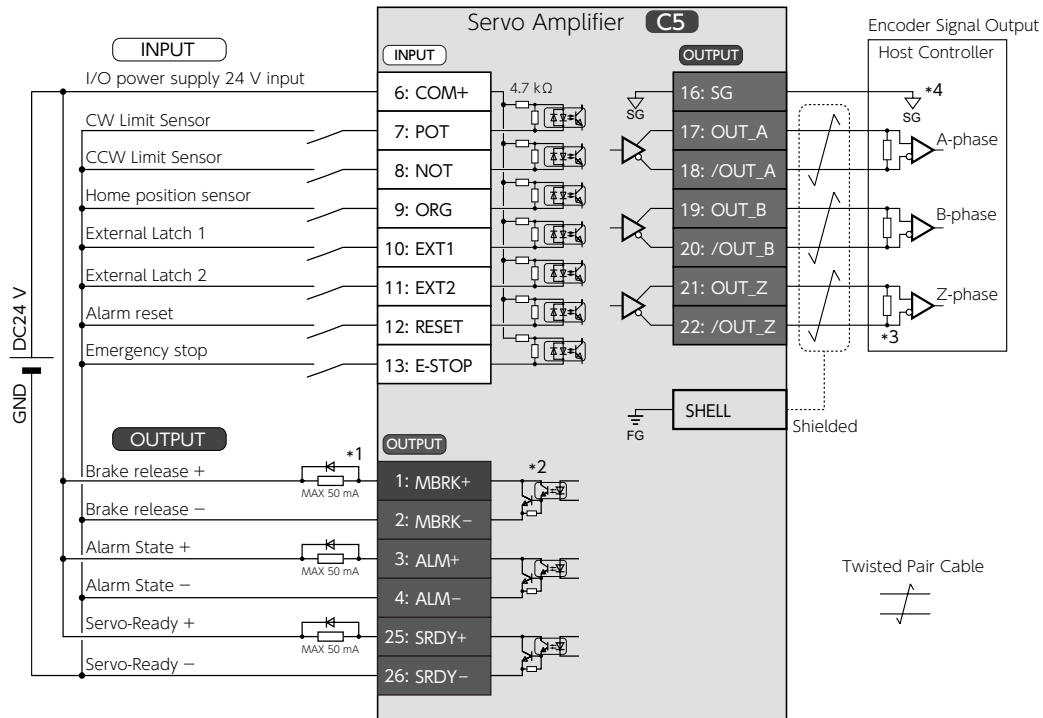 Servo Amplifier C5
Encoder Signal Output
Host Controller
INPUT
INPUT
OUTPUT
I/O power supply 24 V input
6: COM+
4.7 kΩ
SG
16: SG
*4
SG
CW Limit Sensor
7: POT
17: OUT_A
A-phase
CCW Limit Sensor
8: NOT
18: /OUT_A
Home position sensor
9: ORG
19: OUT_B
B-phase
External Latch 1
10: EXT1
20: /OUT_B
External Latch 2
11: EXT2
21: OUT_Z
Z-phase
Alarm reset
12: RESET
22: /OUT_Z
*3
Emergency stop
13: E-STOP
DC24 V
GND
SHELL
FG
Shielded
OUTPUT
OUTPUT
Brake release +
*1
MAX 50 mA
1: MBRK+
*2
Brake release −
2: MBRK−
Alarm State +
MAX 50 mA
3: ALM+
Alarm State −
4: ALM−
Servo-Ready +
MAX 50 mA
25: SRDY+
Servo-Ready −
26: SRDY−
Twisted Pair Cable